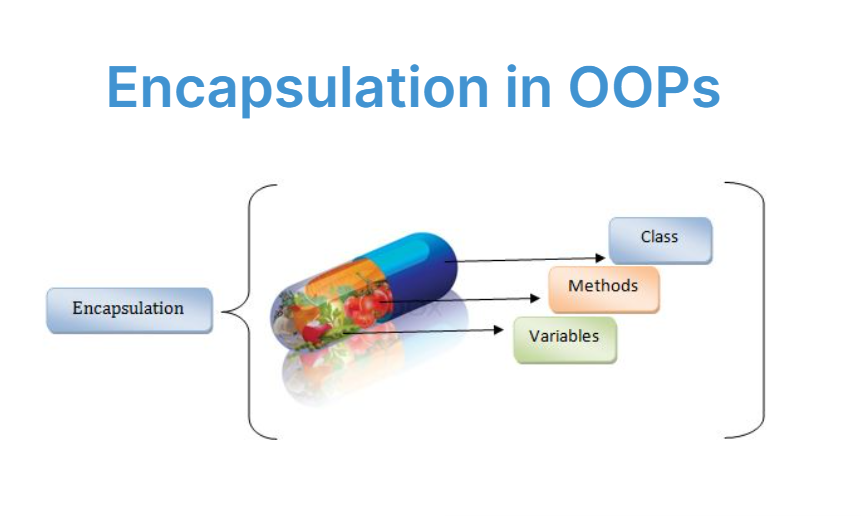 Encapsulation in OOPs
Class
Methods
Encapsulation
Variables